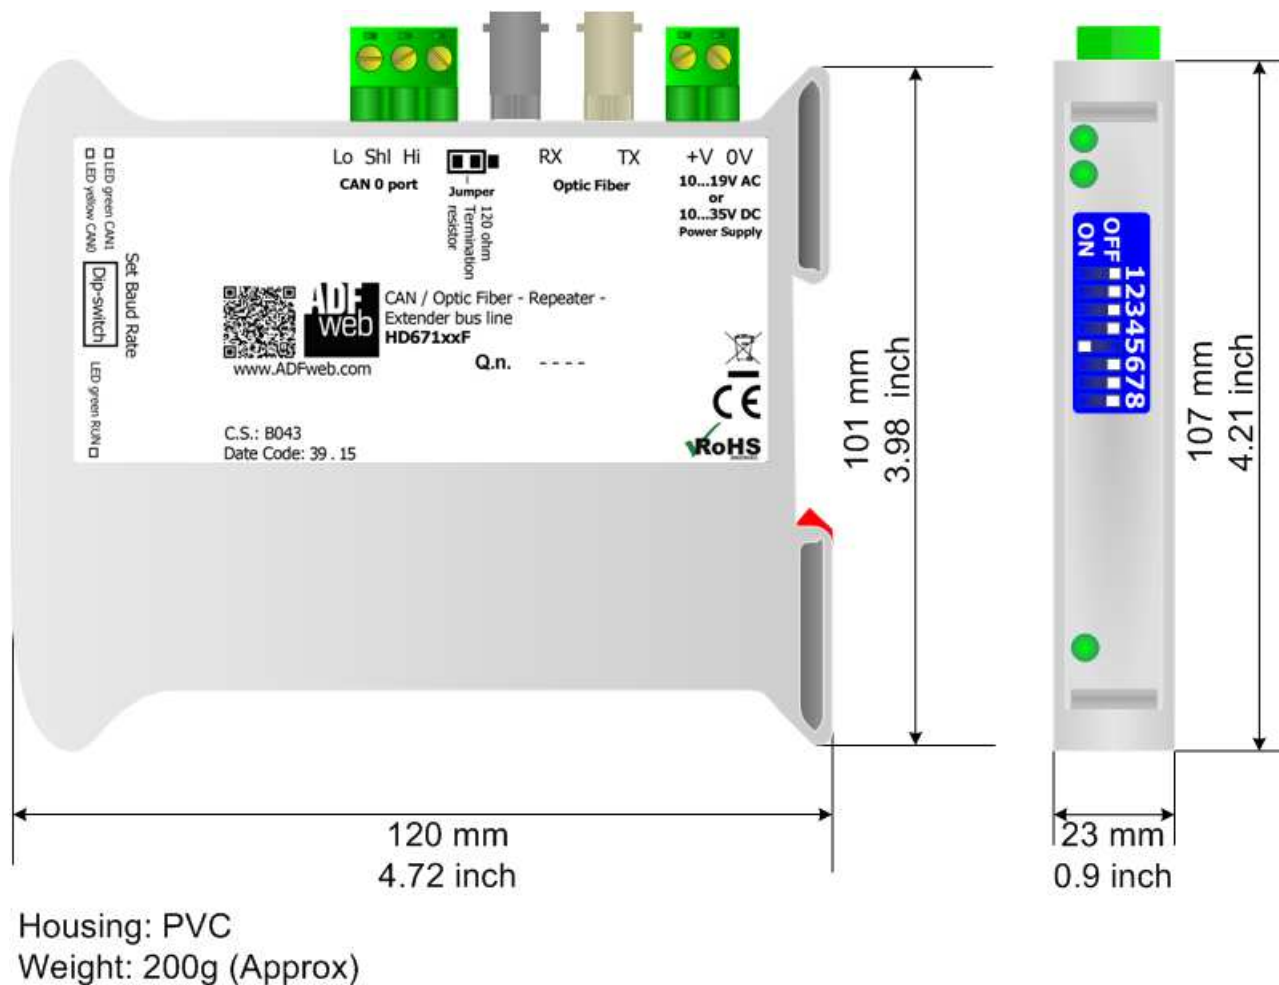 Lo Shl Hi
CAN 0 port
Jumper
120 ohm
Termination
resistor
RX TX
Optic Fiber
+V 0V
10...19V AC
or
10...35V DC
Power Supply
LED green CAN1
LED yellow CAN0
Set Baud Rate
Dip-switch
LED green RUN
ADF
web
www.ADFweb.com
CAN / Optic Fiber - Repeater -
Extender bus line
HD671xxF
Q.n. - - - -
C.S.: B043
Date Code: 39 . 15
CE
RoHS
OFF
ON
12345678
101 mm
3.98 inch
107 mm
4.21 inch
120 mm
4.72 inch
23 mm
0.9 inch
Housing: PVC
Weight: 200g (Approx)